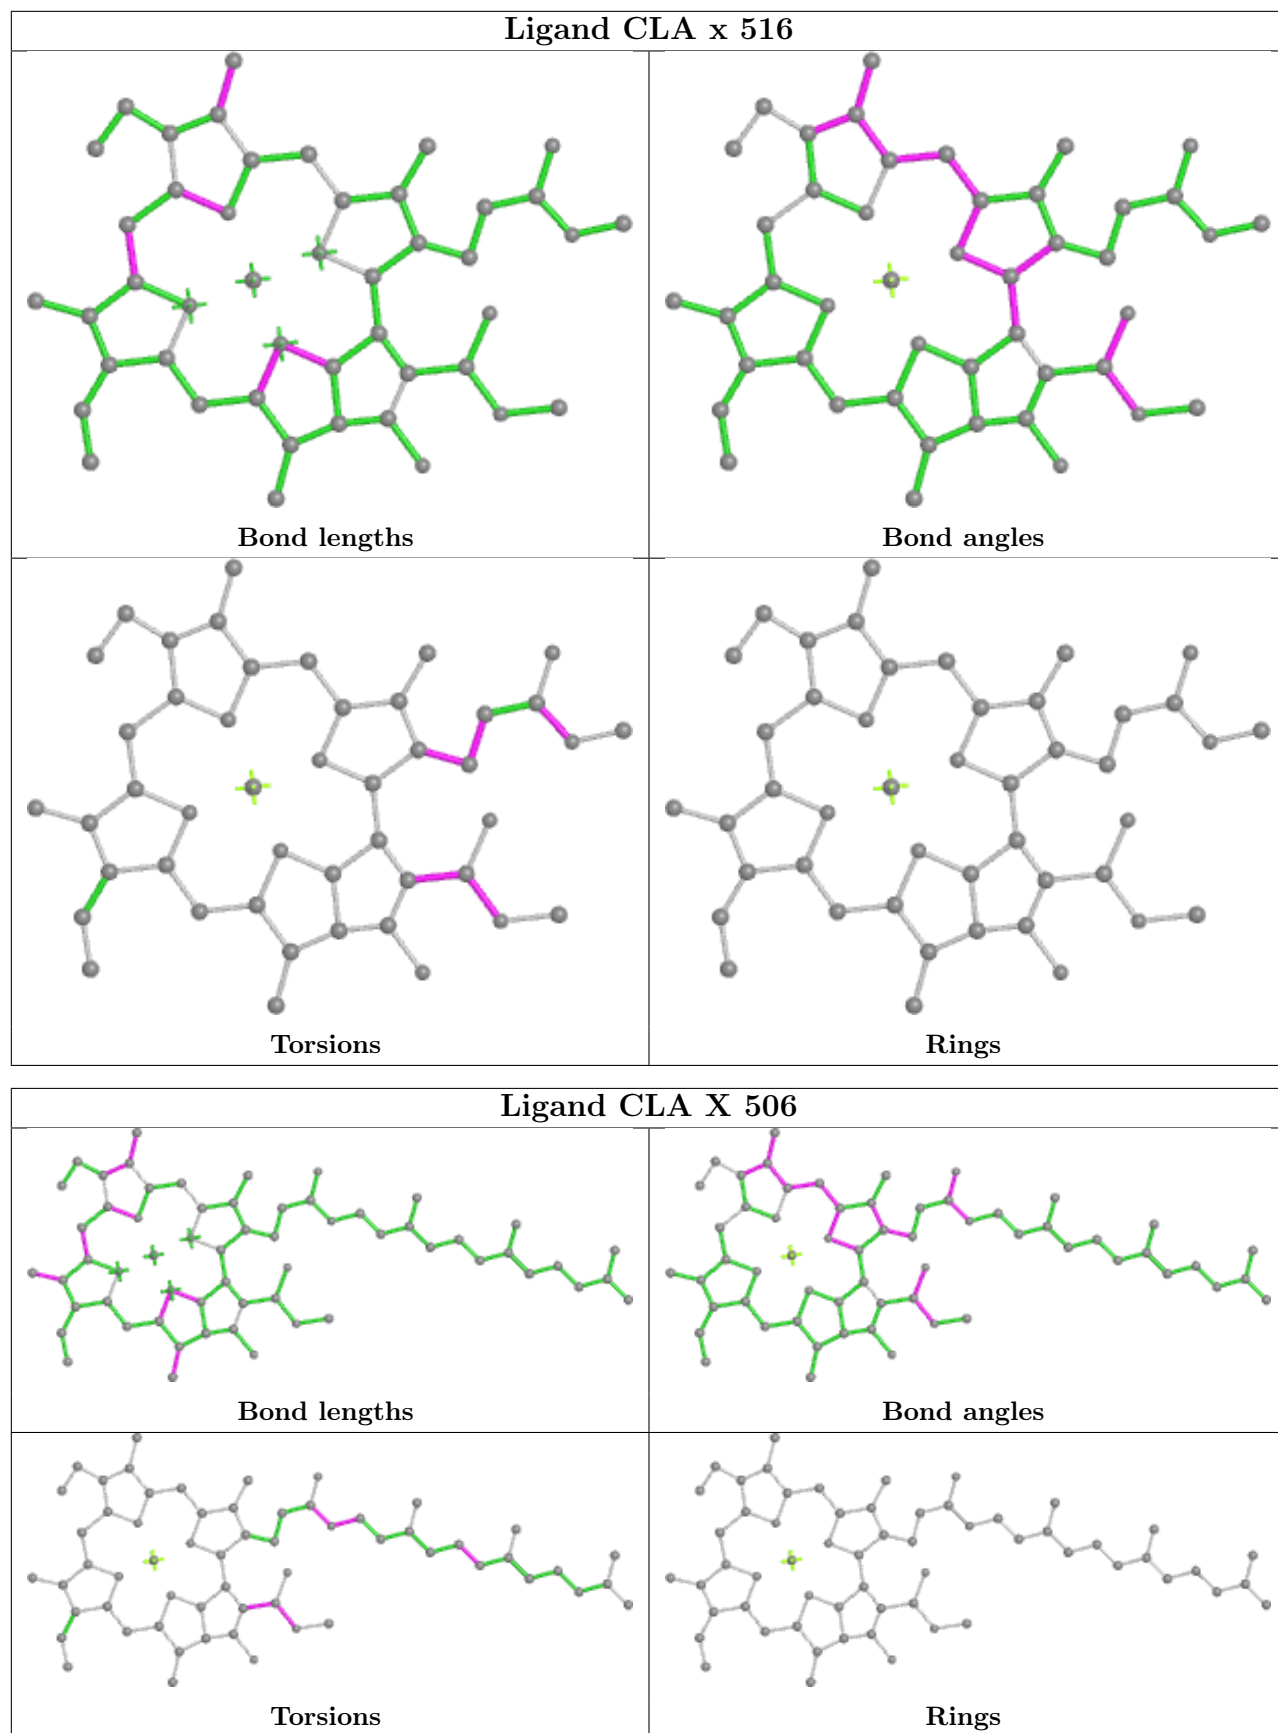 Ligand CLA x 516
Bond lengths
Bond angles
Torsions
Rings
Ligand CLA X 506
Bond lengths
Bond angles
Torsions
Rings